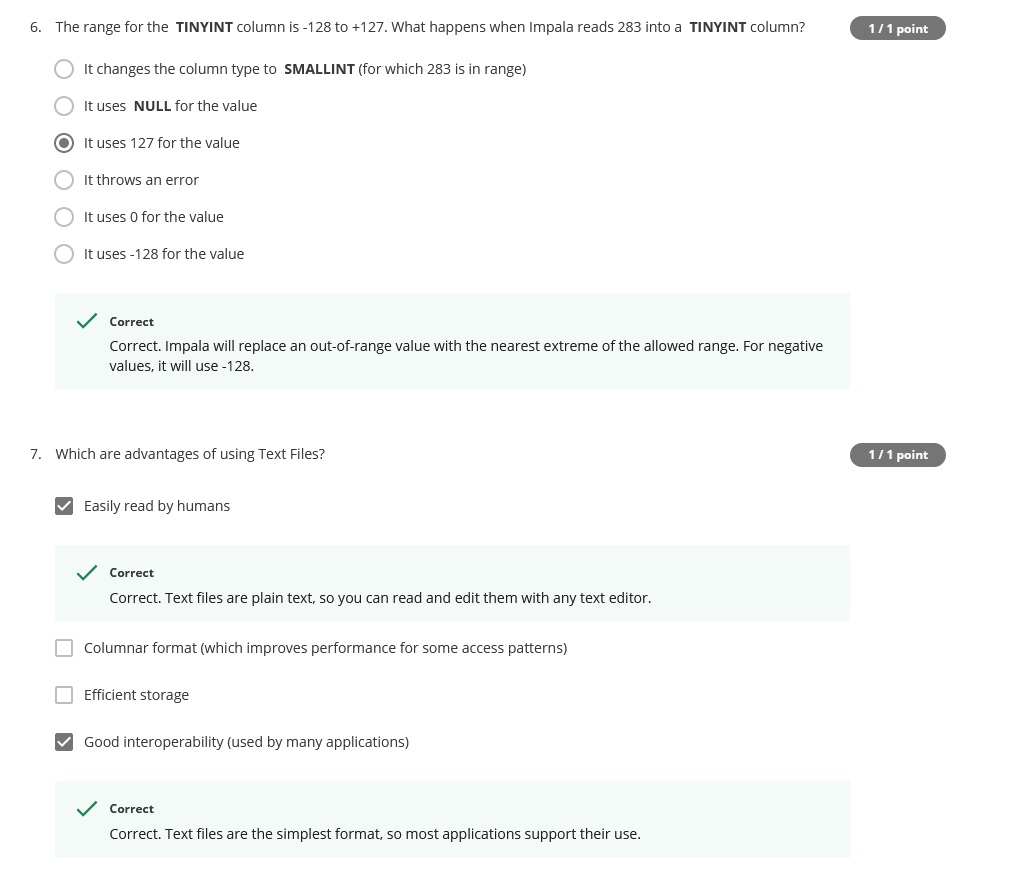 6. The range for the TINYINT column is -128 to +127. What happens when Impala reads 283 into a TINYINT column?
1 / 1 point
It changes the column type to SMALLINT (for which 283 is in range)
It uses NULL for the value
It uses 127 for the value
It throws an error
It uses 0 for the value
It uses -128 for the value
Correct
Correct. Impala will replace an out-of-range value with the nearest extreme of the allowed range. For negative
values, it will use -128.
7. Which are advantages of using Text Files?
1 / 1 point
Easily read by humans
Correct
Correct. Text files are plain text, so you can read and edit them with any text editor.
Columnar format (which improves performance for some access patterns)
Efficient storage
Good interoperability (used by many applications)
Correct
Correct. Text files are the simplest format, so most applications support their use.